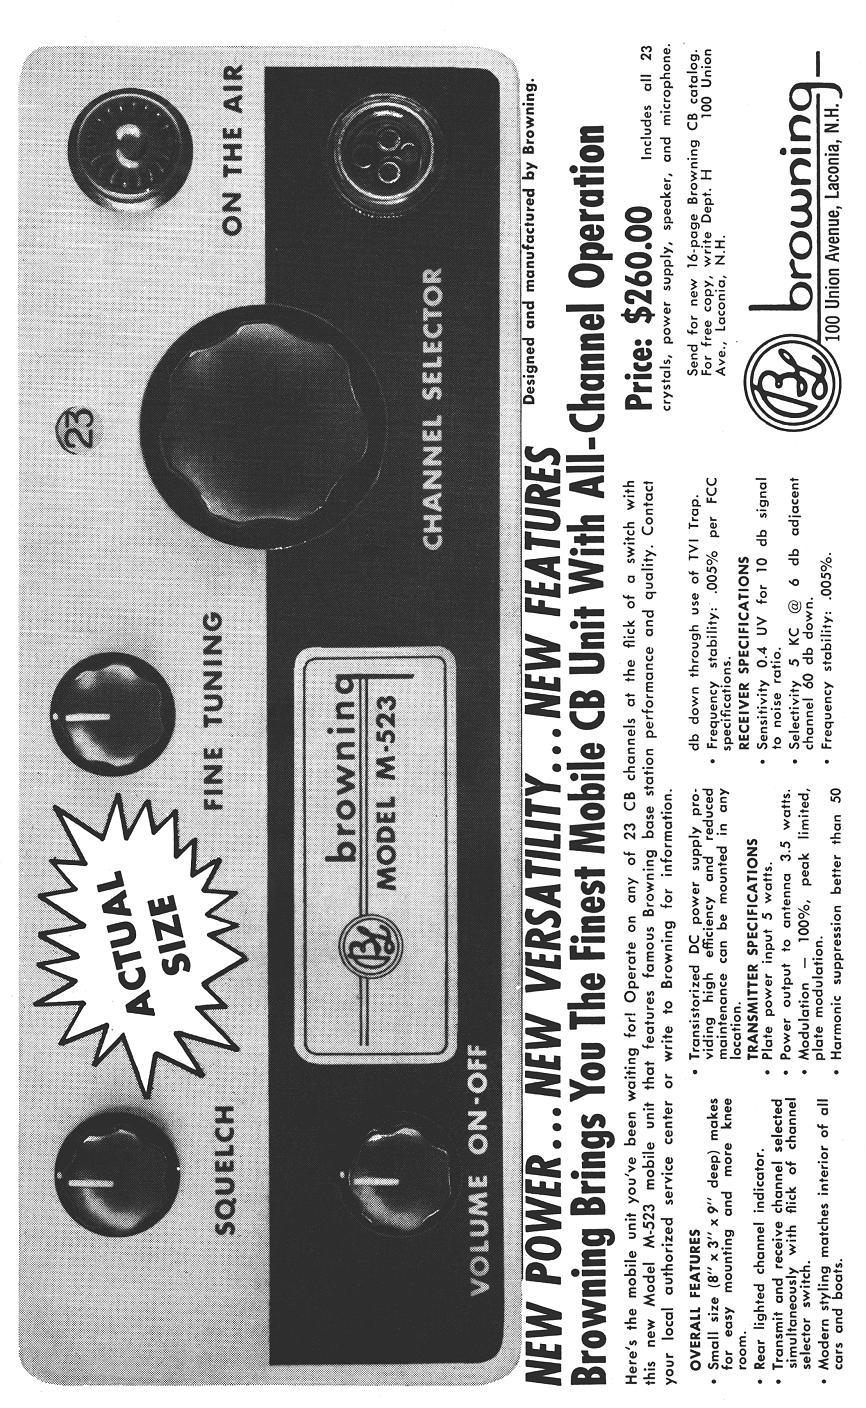 ON THE AIR
23
CHANNEL SELECTOR
FINE TUNING
ACTUAL
SIZE
browning
MODEL M-523
SQUELCH
VOLUME ON-OFF
Designed and manufactured by Browning.
NEW POWER...NEW VERSATILITY...NEW FEATURES
Browning Brings You The Finest Mobile CB Unit With All-Channel Operation
Here's the mobile unit you've been waiting for! Operate on any of 23 CB channels at the flick of a switch with
this new Model M-523 mobile unit that features famous Browning base station performance and quality. Contact
your local authorized service center or write to Browning for information.
OVERALL FEATURES
• Small size (8" x 3" x 9" deep) makes
for easy mounting and more knee
room.
• Rear lighted channel indicator.
• Transmit and receive channel selected
simultaneously with flick of channel
selector switch.
• Modern styling matches interior of all
cars and boats.
• Transistorized DC power supply pro-
viding high efficiency and reduced
maintenance can be mounted in any
location.
TRANSMITTER SPECIFICATIONS
• Plate power input 5 watts.
• Power output to antenna 3.5 watts.
• Modulation — 100%, peak limited,
plate modulation.
• Harmonic suppression better than 50
db down through use of TVI Trap.
• Frequency stability: .005% per FCC
specifications.
RECEIVER SPECIFICATIONS
• Sensitivity 0.4 UV for 10 db signal
to noise ratio.
• Selectivity 5 KC @ 6 db adjacent
channel 60 db down.
• Frequency stability: .005%.
Price: $260.00 Includes all 23
crystals, power supply, speaker, and microphone.
Send for new 16-page Browning CB catalog.
For free copy, write Dept. H 100 Union
Ave., Laconia, N.H.
BL
browning
100 Union Avenue, Laconia, N.H.